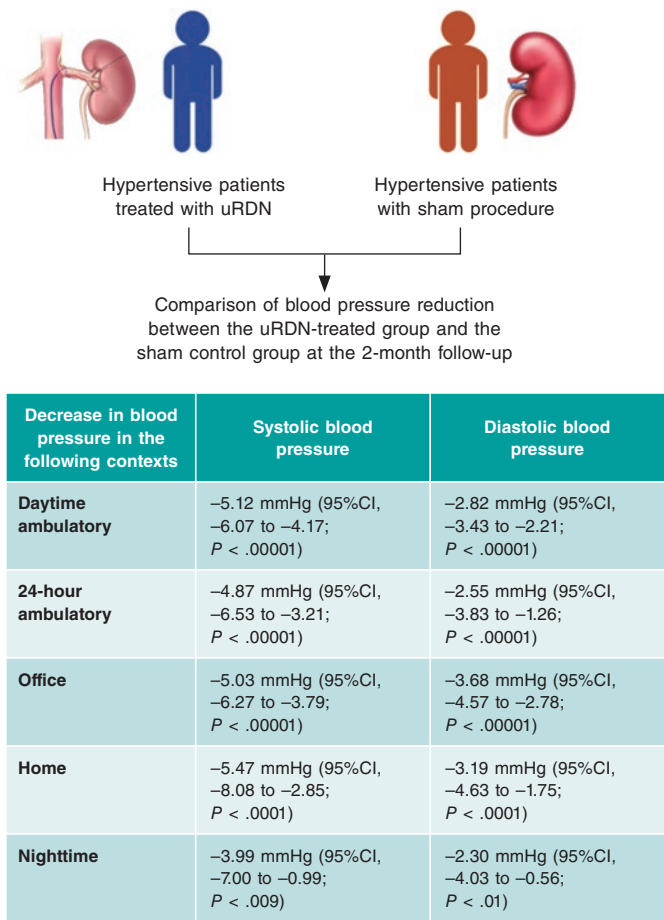 Hypertensive patients
treated with uRDN
Hypertensive patients
with sham procedure
Comparison of blood pressure reduction
between the uRDN-treated group and the
sham control group at the 2-month follow-up
Decrease in blood
pressure in the
following contexts
Systolic blood
pressure
Diastolic blood
pressure
Daytime
ambulatory
–5.12 mmHg (95%CI,
–6.07 to –4.17;
P < .00001)
–2.82 mmHg (95%CI,
–3.43 to –2.21;
P < .00001)
24-hour
ambulatory
–4.87 mmHg (95%CI,
–6.53 to –3.21;
P < .00001)
–2.55 mmHg (95%CI,
–3.83 to –1.26;
P < .00001)
Office
–5.03 mmHg (95%CI,
–6.27 to –3.79;
P < .00001)
–3.68 mmHg (95%CI,
–4.57 to –2.78;
P < .00001)
Home
–5.47 mmHg (95%CI,
–8.08 to –2.85;
P < .0001)
–3.19 mmHg (95%CI,
–4.63 to –1.75;
P < .0001)
Nighttime
–3.99 mmHg (95%CI,
–7.00 to –0.99;
P < .009)
–2.30 mmHg (95%CI,
–4.03 to –0.56;
P < .01)